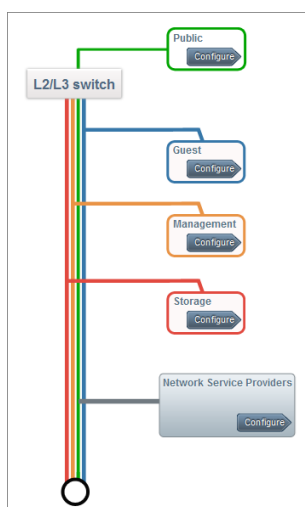 Public
Configure
L2/L3 switch
Guest
Configure
Management
Configure
Storage
Configure
Network Service Providers
Configure